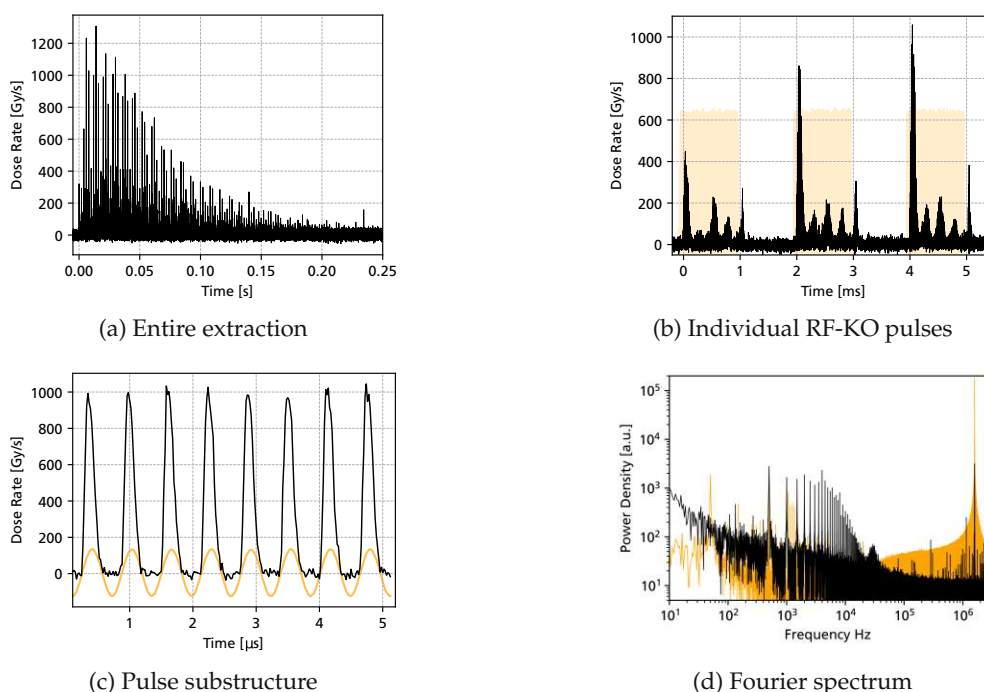 Dose Rate [Gy/s]
1200
1000
800
600
400
200
0
0.00 0.05 0.10 0.15 0.20 0.25
Time [s]
(a) Entire extraction
Dose Rate [Gy/s]
1000
800
600
400
200
0
0 1 2 3 4 5
Time [ms]
(b) Individual RF-KO pulses
Dose Rate [Gy/s]
1000
800
600
400
200
0
1 2 3 4 5
Time [µs]
(c) Pulse substructure
Power Density [a.u.]
10⁵
10⁴
10³
10²
10¹
10¹ 10² 10³ 10⁴ 10⁵ 10⁶
Frequency Hz
(d) Fourier spectrum